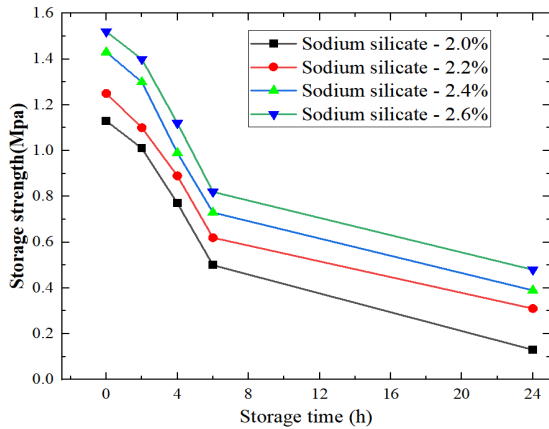 Sodium silicate - 2.0%
Sodium silicate - 2.2%
Sodium silicate - 2.4%
Sodium silicate - 2.6%
Storage strength(Mpa)
1.6
1.4
1.2
1.0
0.8
0.6
0.4
0.2
0.0
0 4 8 12 16 20 24
Storage time (h)